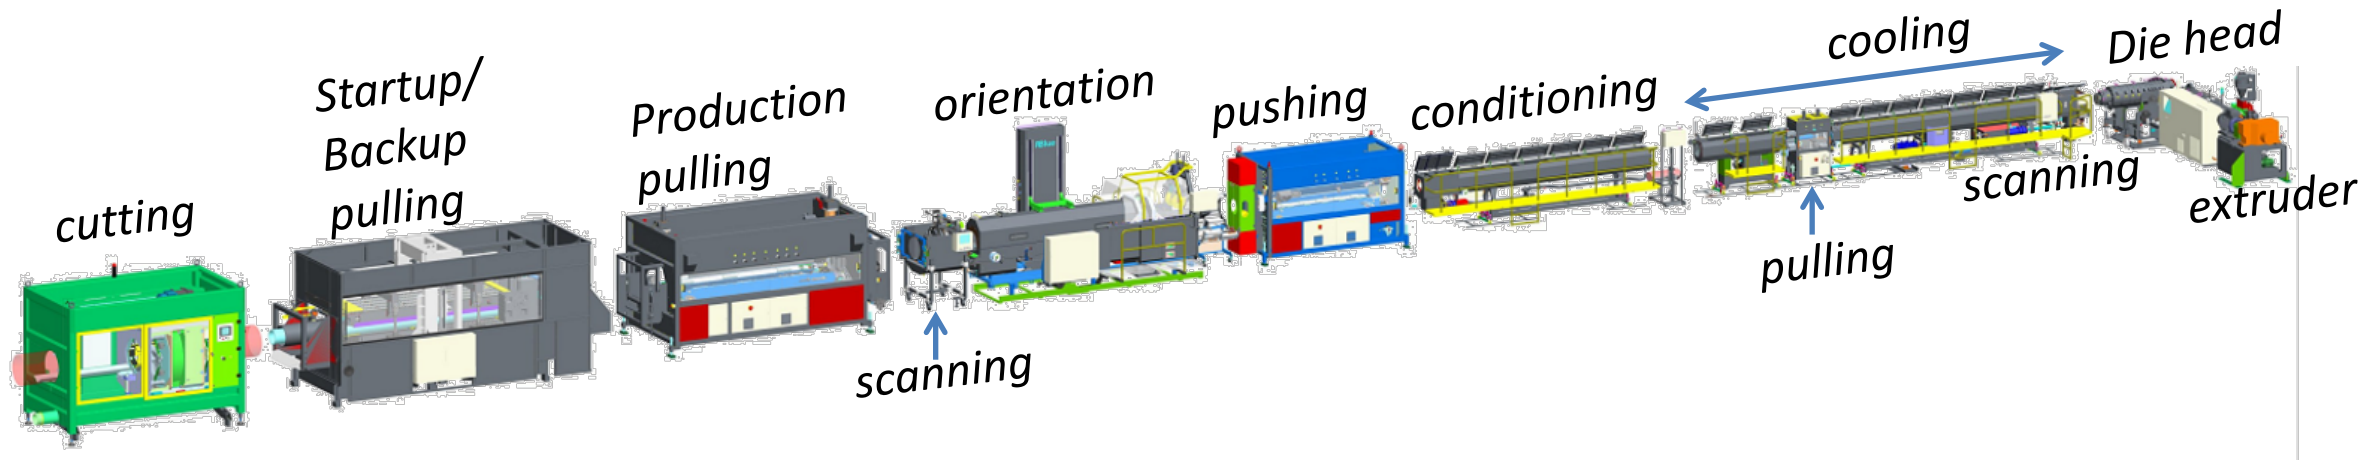 cutting
Startup/
Backup
pulling
Production
pulling
orientation
scanning
pushing
conditioning
cooling
pulling
scanning
Die head
extruder